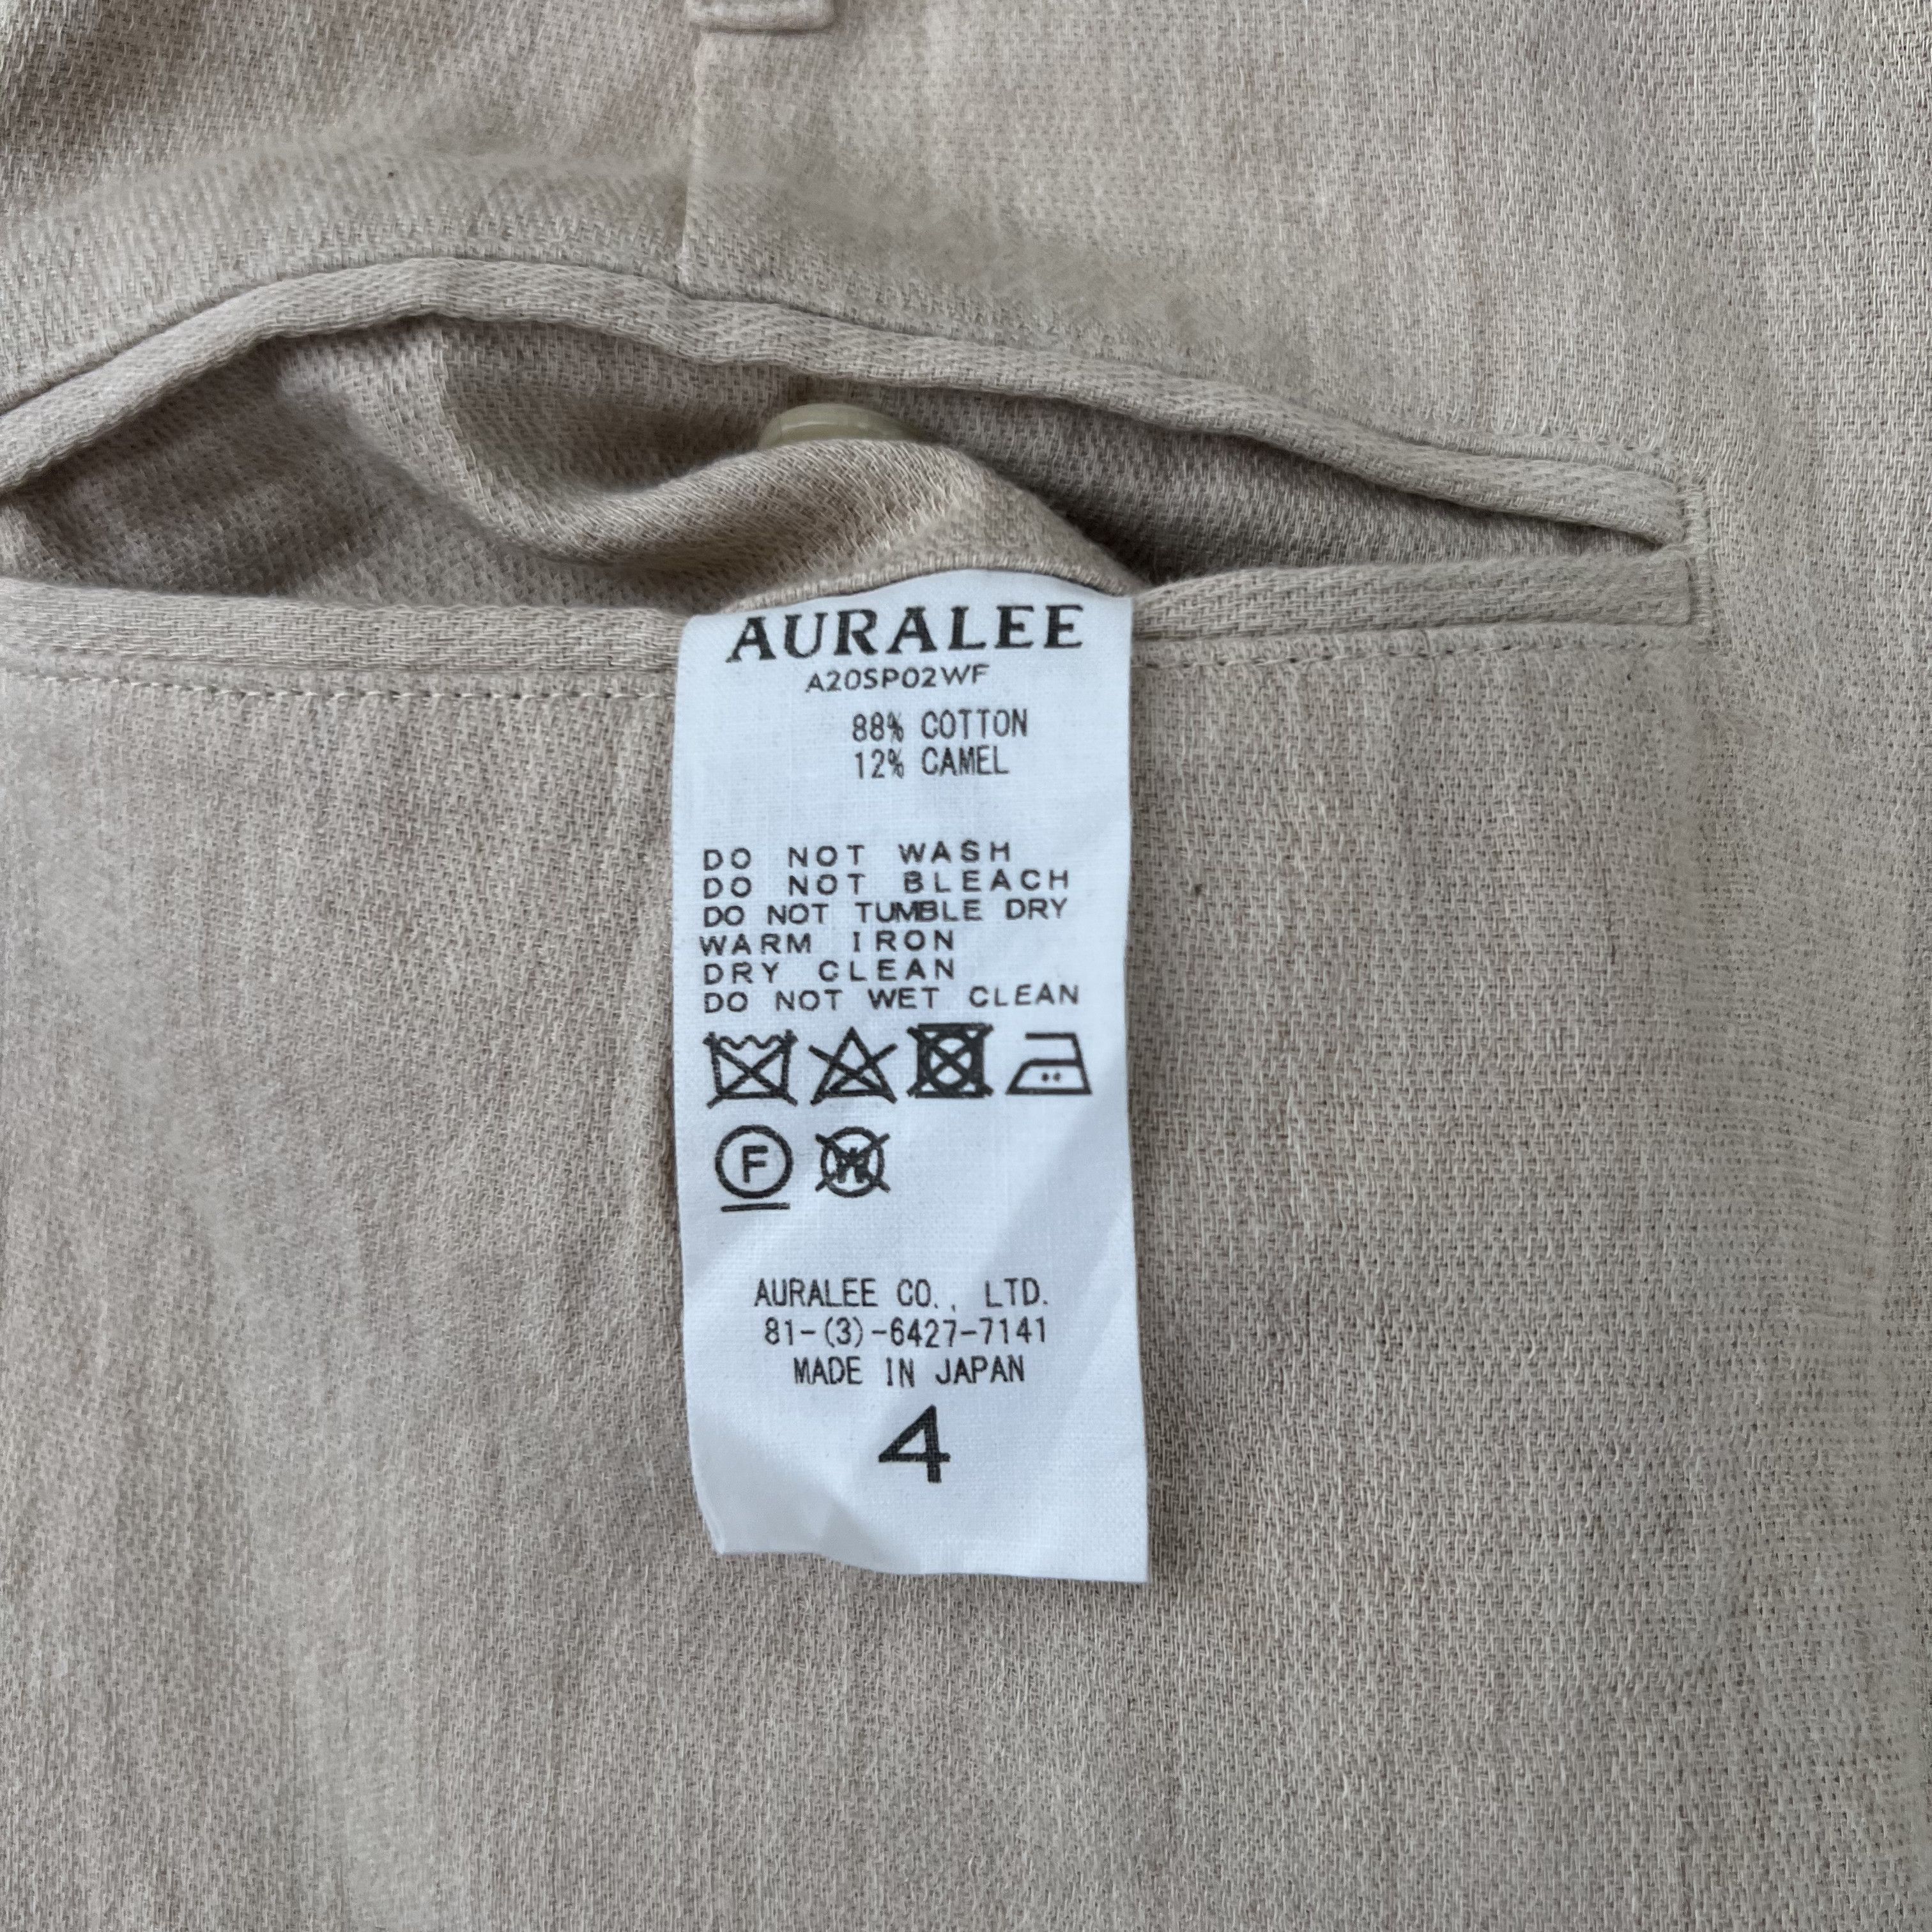 AURALEE
A20SP02WF
88% COTTON
12% CAMEL
DO NOT WASH
DO NOT BLEACH
DO NOT TUMBLE DRY
WARM IRON
DRY CLEAN
DO NOT WET CLEAN
F W
AURALEE CO., LTD.
81-(3)-6427-7141
MADE IN JAPAN
4